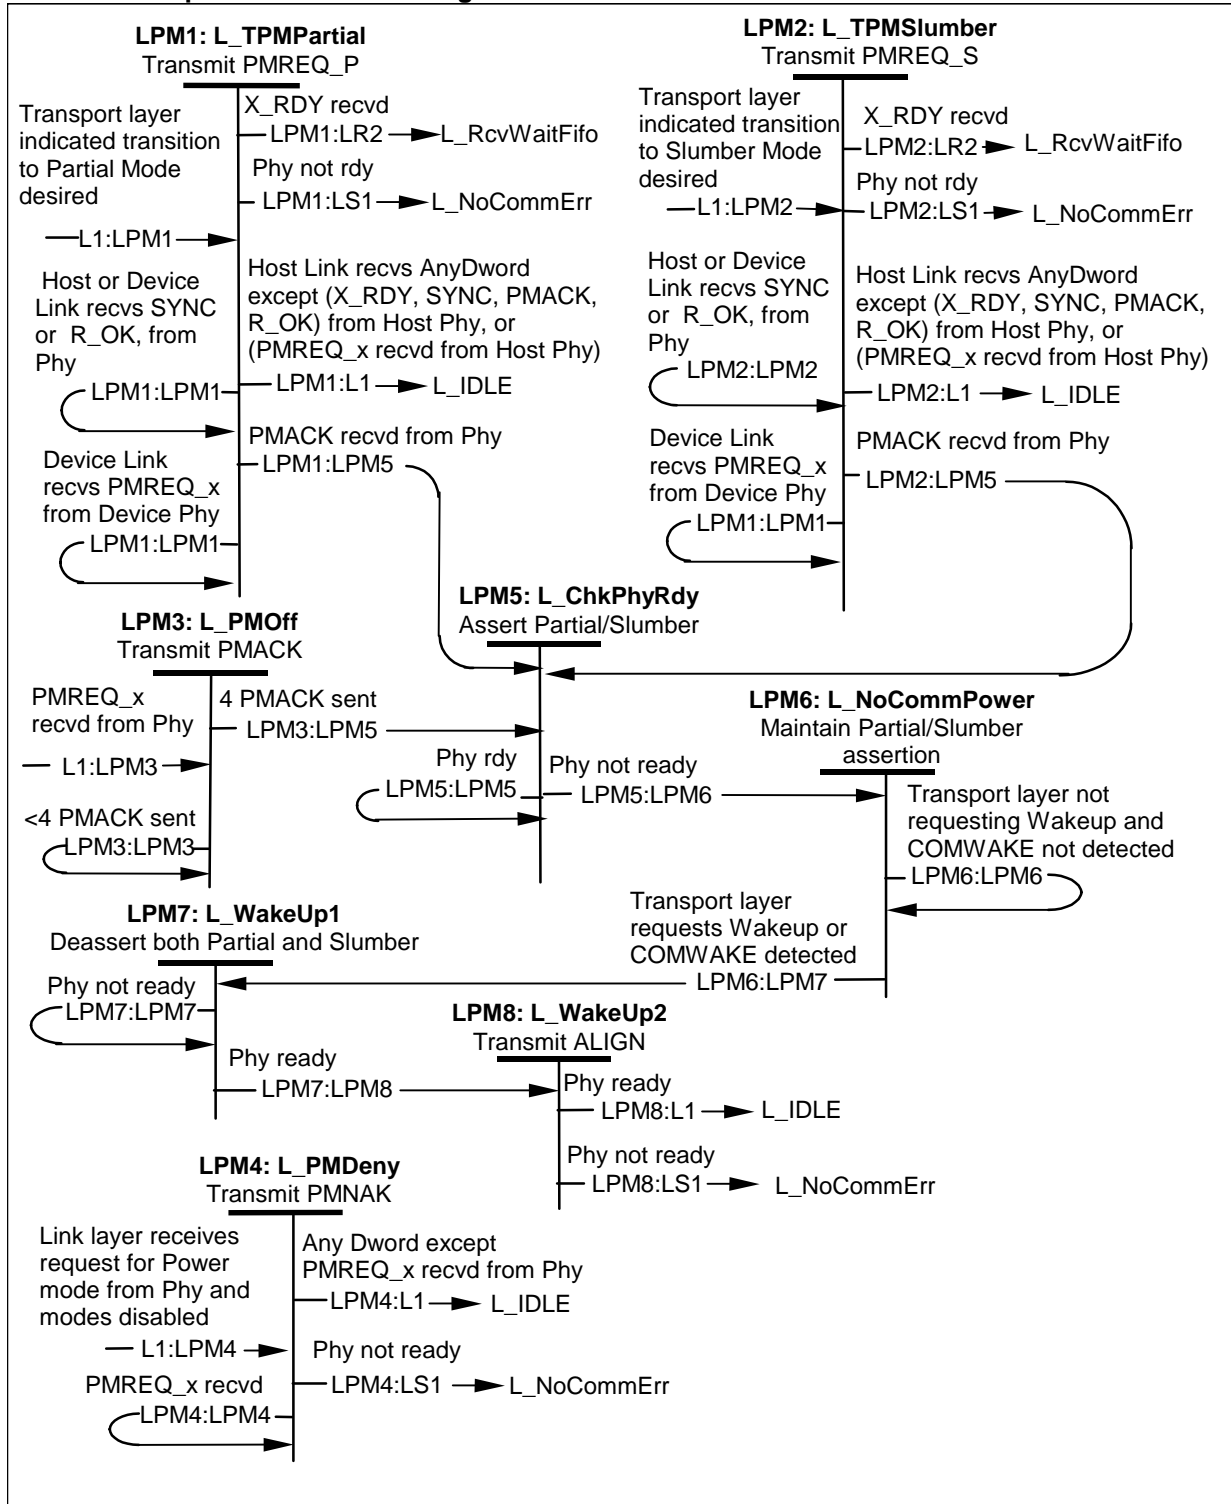 LPM1: L_TPMPartial
Transmit PMREQ_P
Transport layer
indicated transition
to Partial Mode
desired
L1:LPM1
X_RDY recvd
LPM1:LR2
L_RcvWaitFifo
Phy not rdy
LPM1:LS1
L_NoCommErr
Host or Device
Link recvs SYNC
or R_OK, from
Phy
LPM1:LPM1
Host Link recvs AnyDword
except (X_RDY, SYNC, PMACK,
R_OK) from Host Phy, or
(PMREQ_x recvd from Host Phy)
LPM1:L1
L_IDLE
PMACK recvd from Phy
LPM1:LPM5
Device Link
recvs PMREQ_x
from Device Phy
LPM1:LPM1
LPM2: L_TPMSlumber
Transmit PMREQ_S
Transport layer
indicated transition
to Slumber Mode
desired
L1:LPM2
X_RDY recvd
LPM2:LR2
L_RcvWaitFifo
Phy not rdy
LPM2:LS1
L_NoCommErr
Host or Device
Link recvs SYNC
or R_OK, from
Phy
LPM2:LPM2
Host Link recvs AnyDword
except (X_RDY, SYNC, PMACK,
R_OK) from Host Phy, or
(PMREQ_x recvd from Host Phy)
LPM2:L1
L_IDLE
PMACK recvd from Phy
LPM2:LPM5
Device Link
recvs PMREQ_x
from Device Phy
LPM1:LPM1
LPM3: L_PMOff
Transmit PMACK
PMREQ_x
recvd from Phy
L1:LPM3
4 PMACK sent
LPM3:LPM5
<4 PMACK sent
LPM3:LPM3
LPM5: L_ChkPhyRdy
Assert Partial/Slumber
Phy rdy
LPM5:LPM5
Phy not ready
LPM5:LPM6
LPM6: L_NoCommPower
Maintain Partial/Slumber
assertion
Transport layer not
requesting Wakeup and
COMWAKE not detected
LPM6:LPM6
Transport layer
requests Wakeup or
COMWAKE detected
LPM6:LPM7
LPM7: L_WakeUp1
Deassert both Partial and Slumber
Phy not ready
LPM7:LPM7
Phy ready
LPM7:LPM8
LPM8: L_WakeUp2
Transmit ALIGN
Phy ready
LPM8:L1
L_IDLE
Phy not ready
LPM8:LS1
L_NoCommErr
LPM4: L_PMDeny
Transmit PMNAK
Link layer receives
request for Power
mode from Phy and
modes disabled
L1:LPM4
Any Dword except
PMREQ_x recvd from Phy
LPM4:L1
L_IDLE
Phy not ready
LPM4:LS1
L_NoCommErr
PMREQ_x recvd
LPM4:LPM4